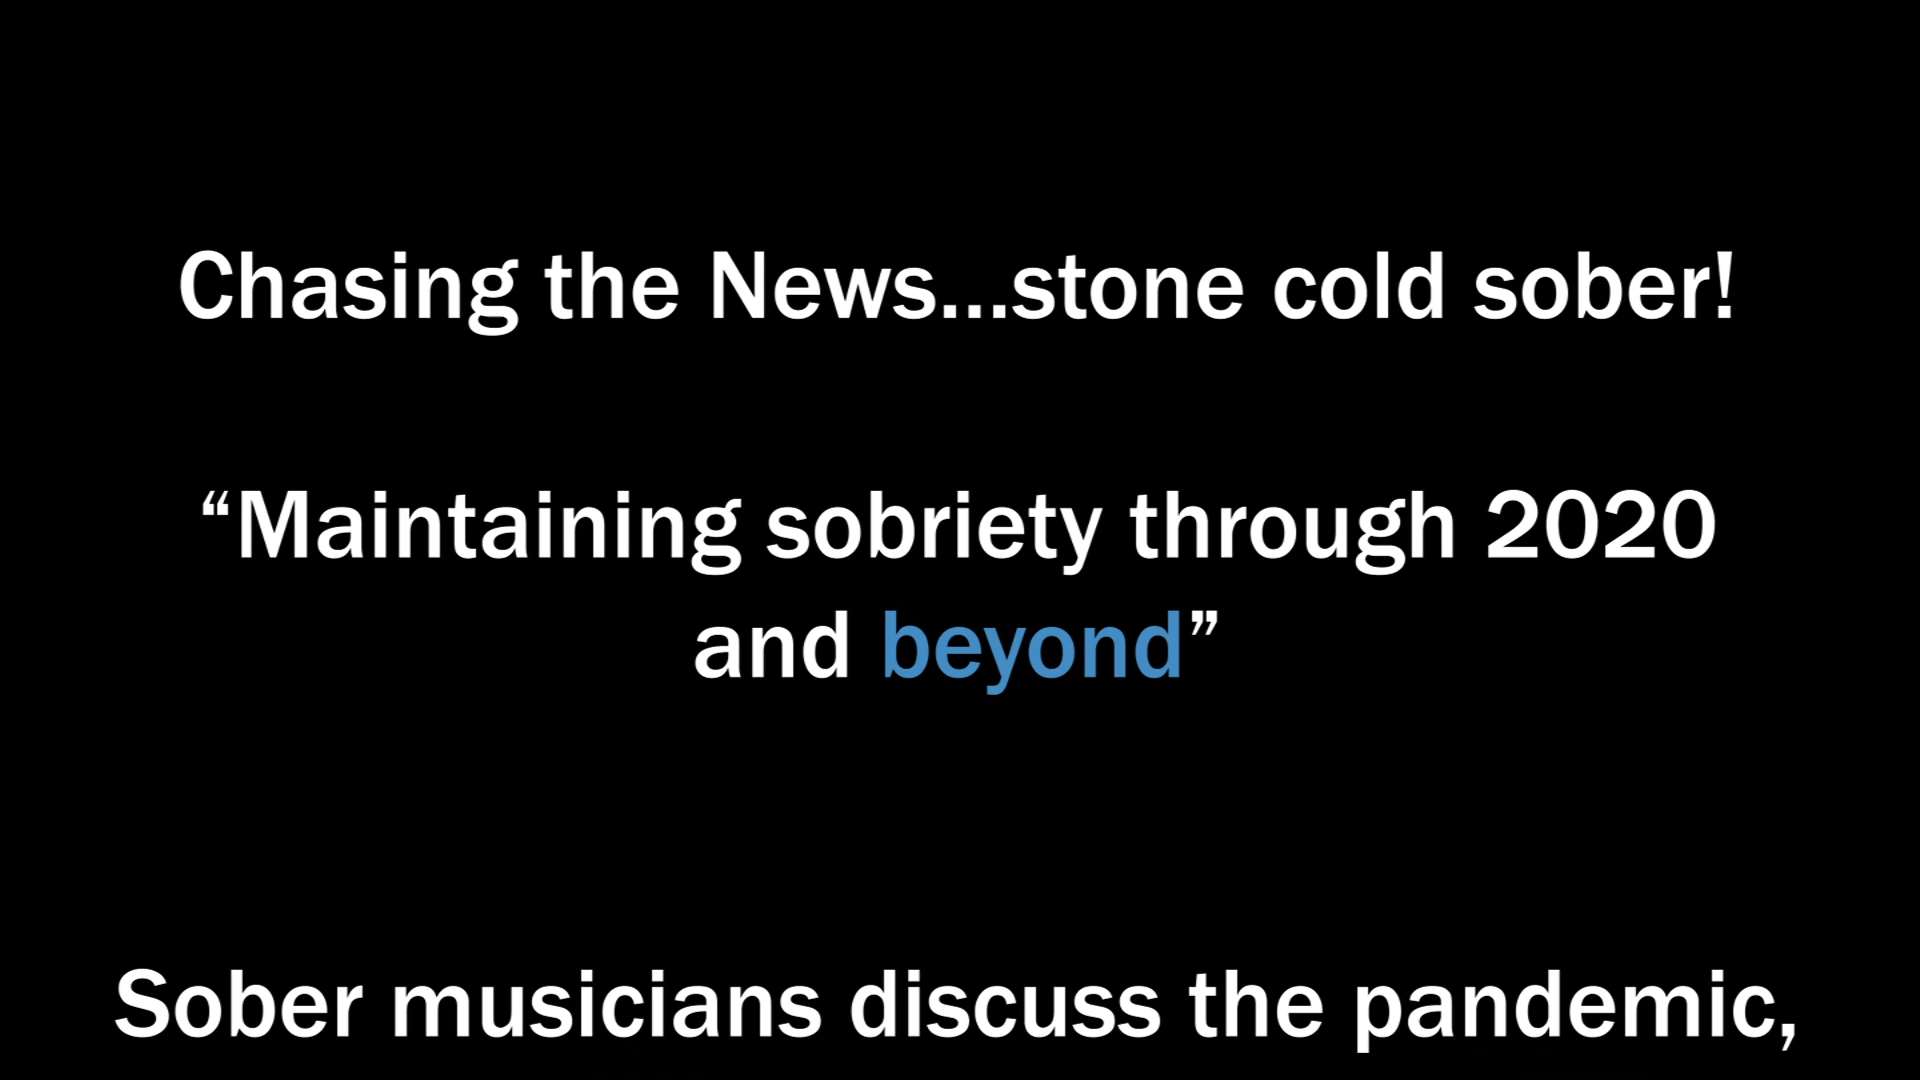 Chasing the News...stone cold sober!
“Maintaining sobriety through 2020
and beyond”
Sober musicians discuss the pandemic,